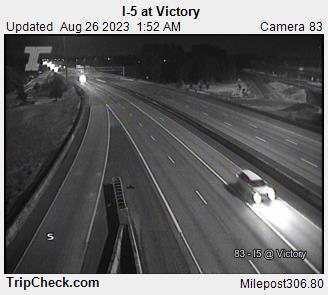 I-5 at Victory
Updated Aug 26 2023 1:52 AM Camera 83
S
83 - I5 @ Victory
TripCheck.com Milepost306.80